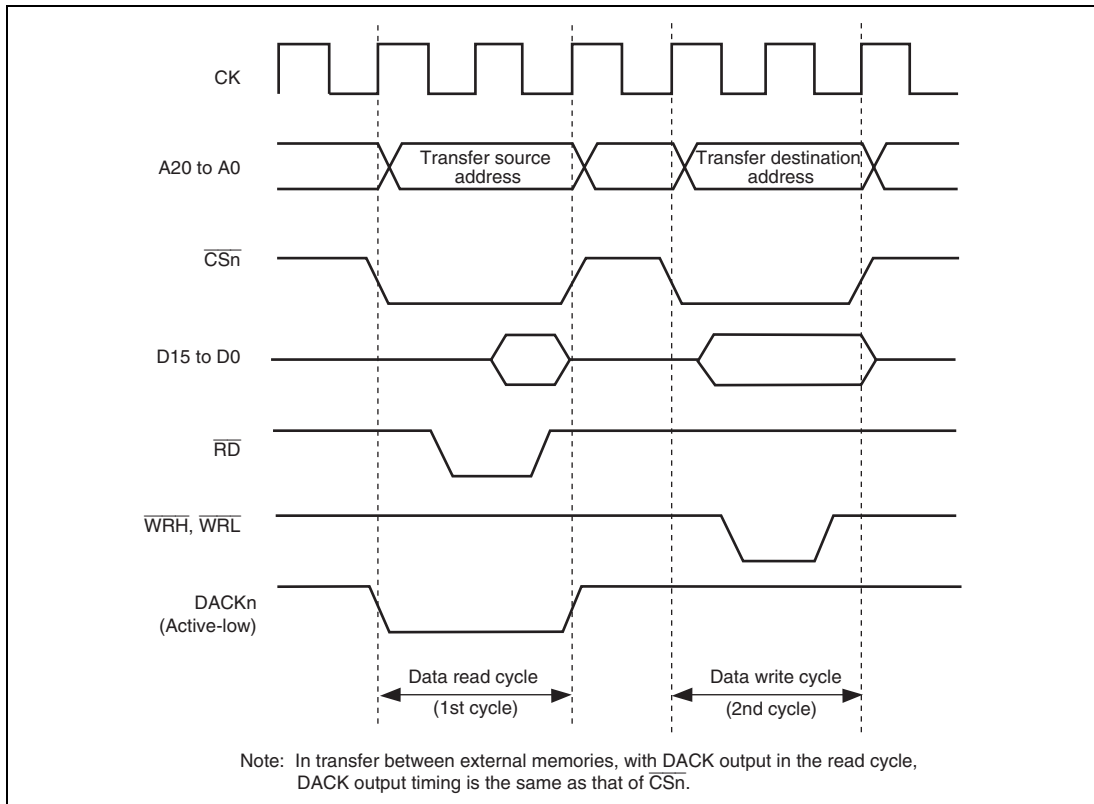 CK
A20 to A0
Transfer source
address
Transfer destination
address
CSn
D15 to D0
RD
WRH, WRL
DACKn
(Active-low)
Data read cycle
(1st cycle)
Data write cycle
(2nd cycle)
Note: In transfer between external memories, with DACK output in the read cycle,
DACK output timing is the same as that of CSn.